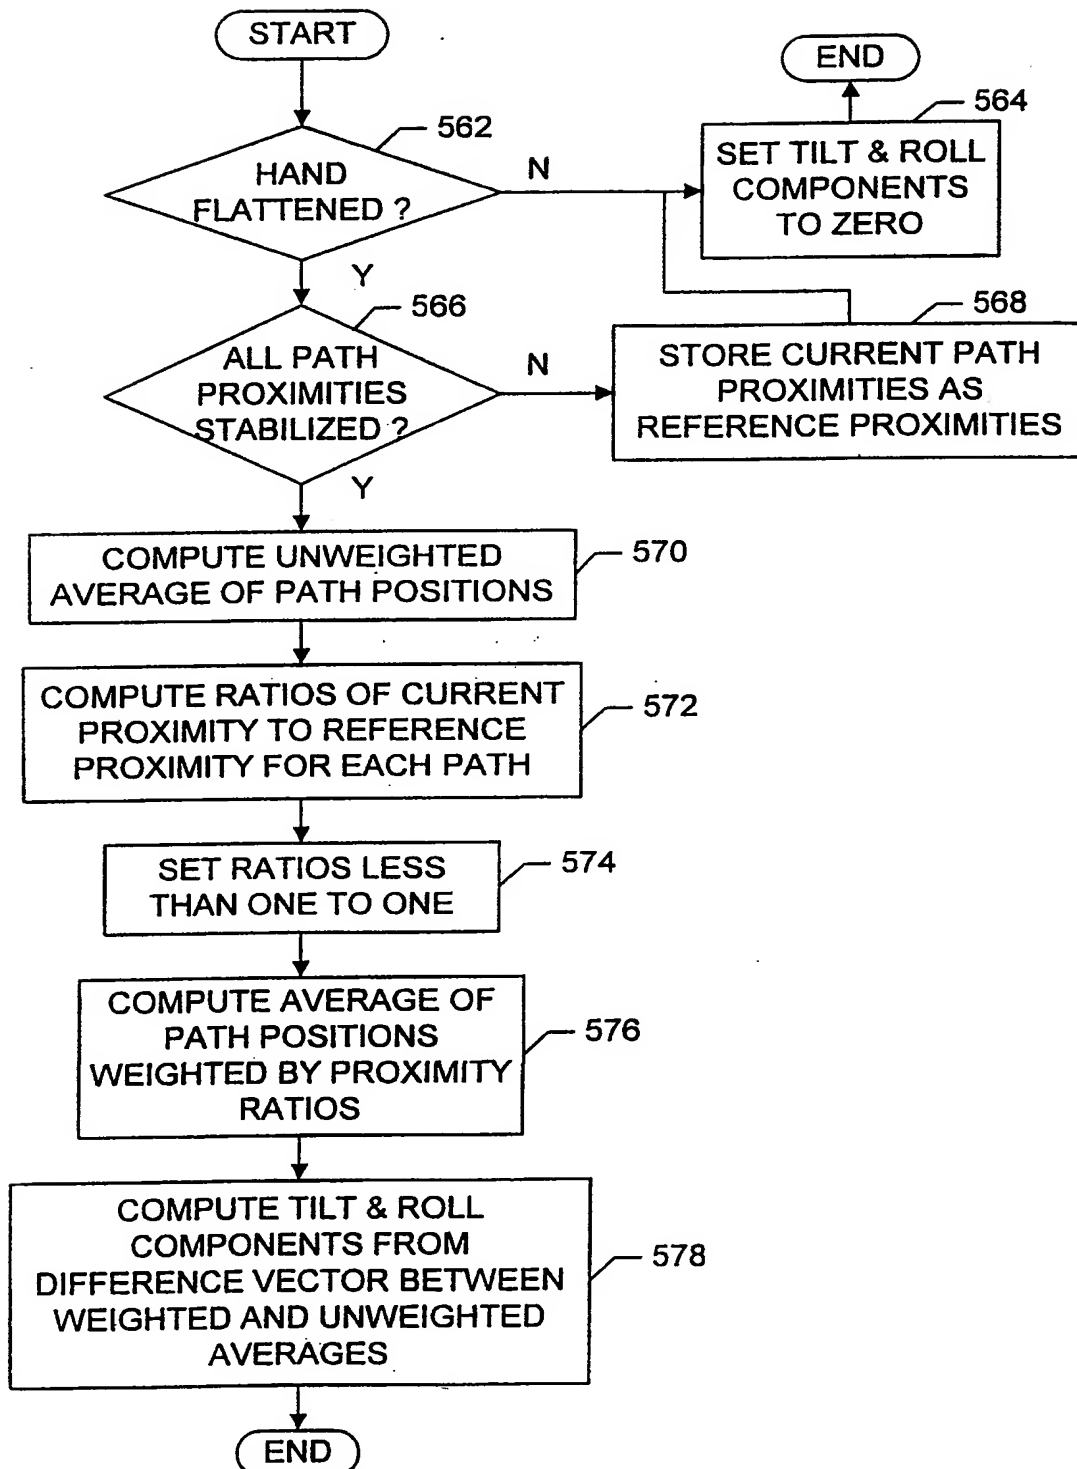 START
END
562
564
HAND
FLATTENED ?
N
SET TILT & ROLL
COMPONENTS
TO ZERO
Y
566
568
ALL PATH
PROXIMITIES
STABILIZED ?
N
STORE CURRENT PATH
PROXIMITIES AS
REFERENCE PROXIMITIES
Y
COMPUTE UNWEIGHTED
AVERAGE OF PATH POSITIONS
570
COMPUTE RATIOS OF CURRENT
PROXIMITY TO REFERENCE
PROXIMITY FOR EACH PATH
572
SET RATIOS LESS
THAN ONE TO ONE
574
COMPUTE AVERAGE OF
PATH POSITIONS
WEIGHTED BY PROXIMITY
RATIOS
576
COMPUTE TILT & ROLL
COMPONENTS FROM
DIFFERENCE VECTOR BETWEEN
WEIGHTED AND UNWEIGHTED
AVERAGES
578
END